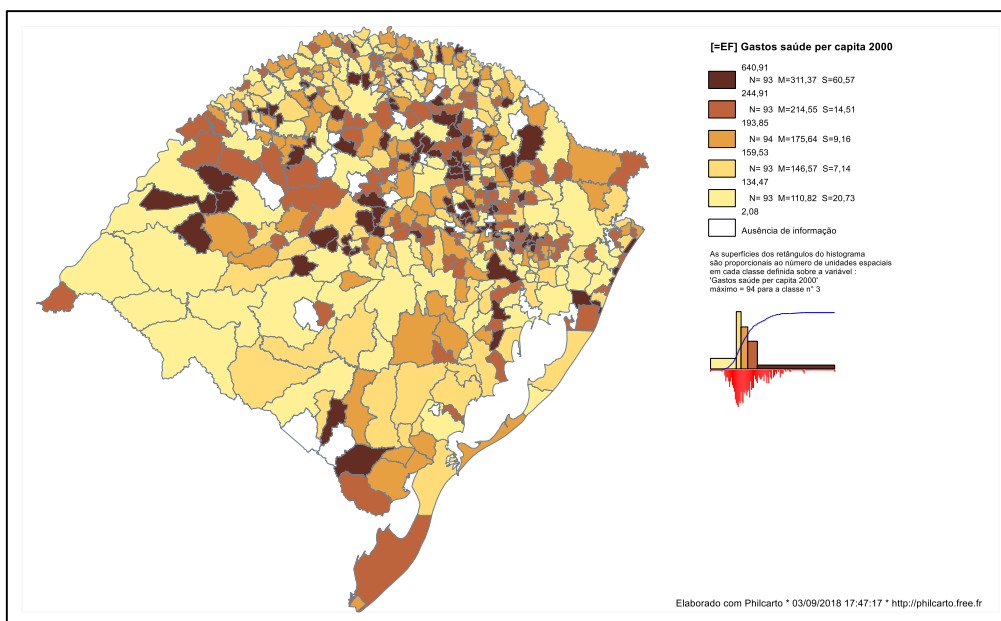 [=EF] Gastos saúde per capita 2000
640,91
N= 93 M=311,37 S=60,57
244,91
N= 93 M=214,55 S=14,51
193,85
N= 94 M=175,64 S=9,16
159,53
N= 93 M=146,57 S=7,14
134,47
N= 93 M=110,82 S=20,73
2,08
Ausência de informação
As superfícies dos retângulos do histograma
são proporcionais ao número de unidades espaciais
em cada classe definida sobre a variável :
'Gastos saúde per capita 2000'
máximo = 94 para a classe n° 3
Elaborado com Philcarto * 03/09/2018 17:47:17 * http://philcarto.free.fr